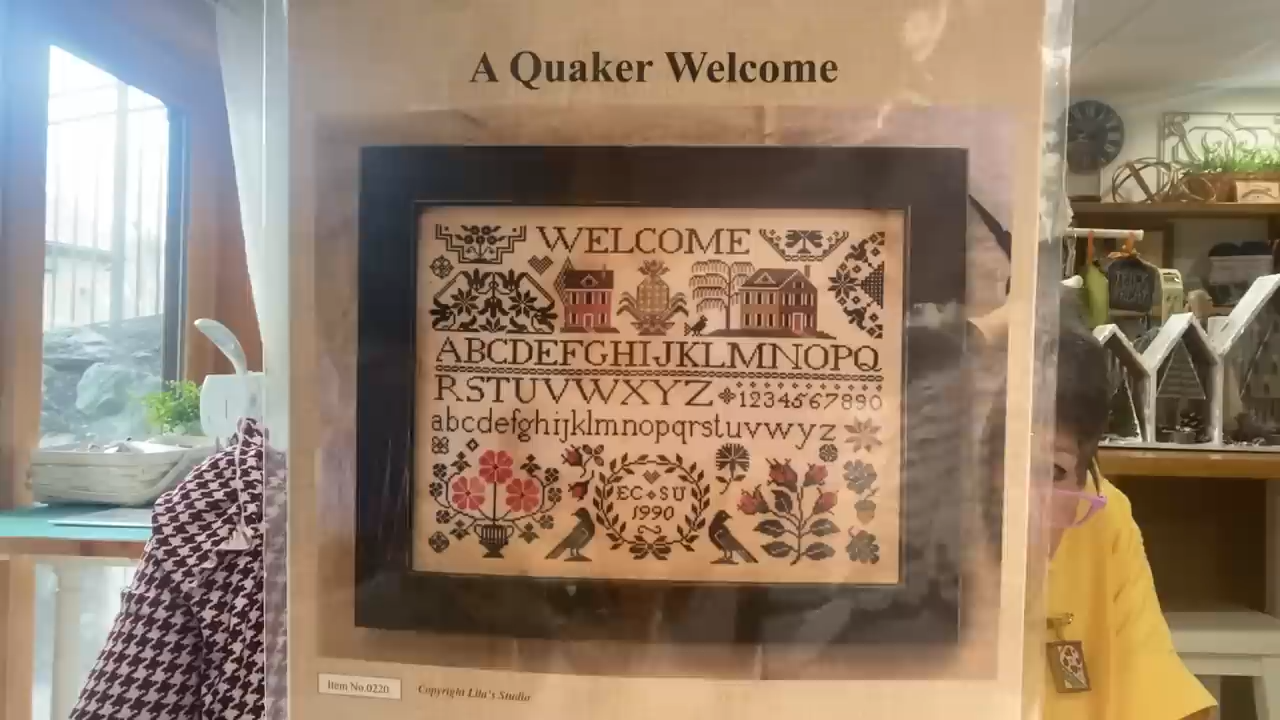 A Quaker Welcome
WELCOME
ABCDEFGHIJKLMNOPQ
RSTUVWXYZ 1234567890
abcdefghijklmnopqrstuvwyz
EC SU
1990
Item No.0220
Copyright Lila's Studio